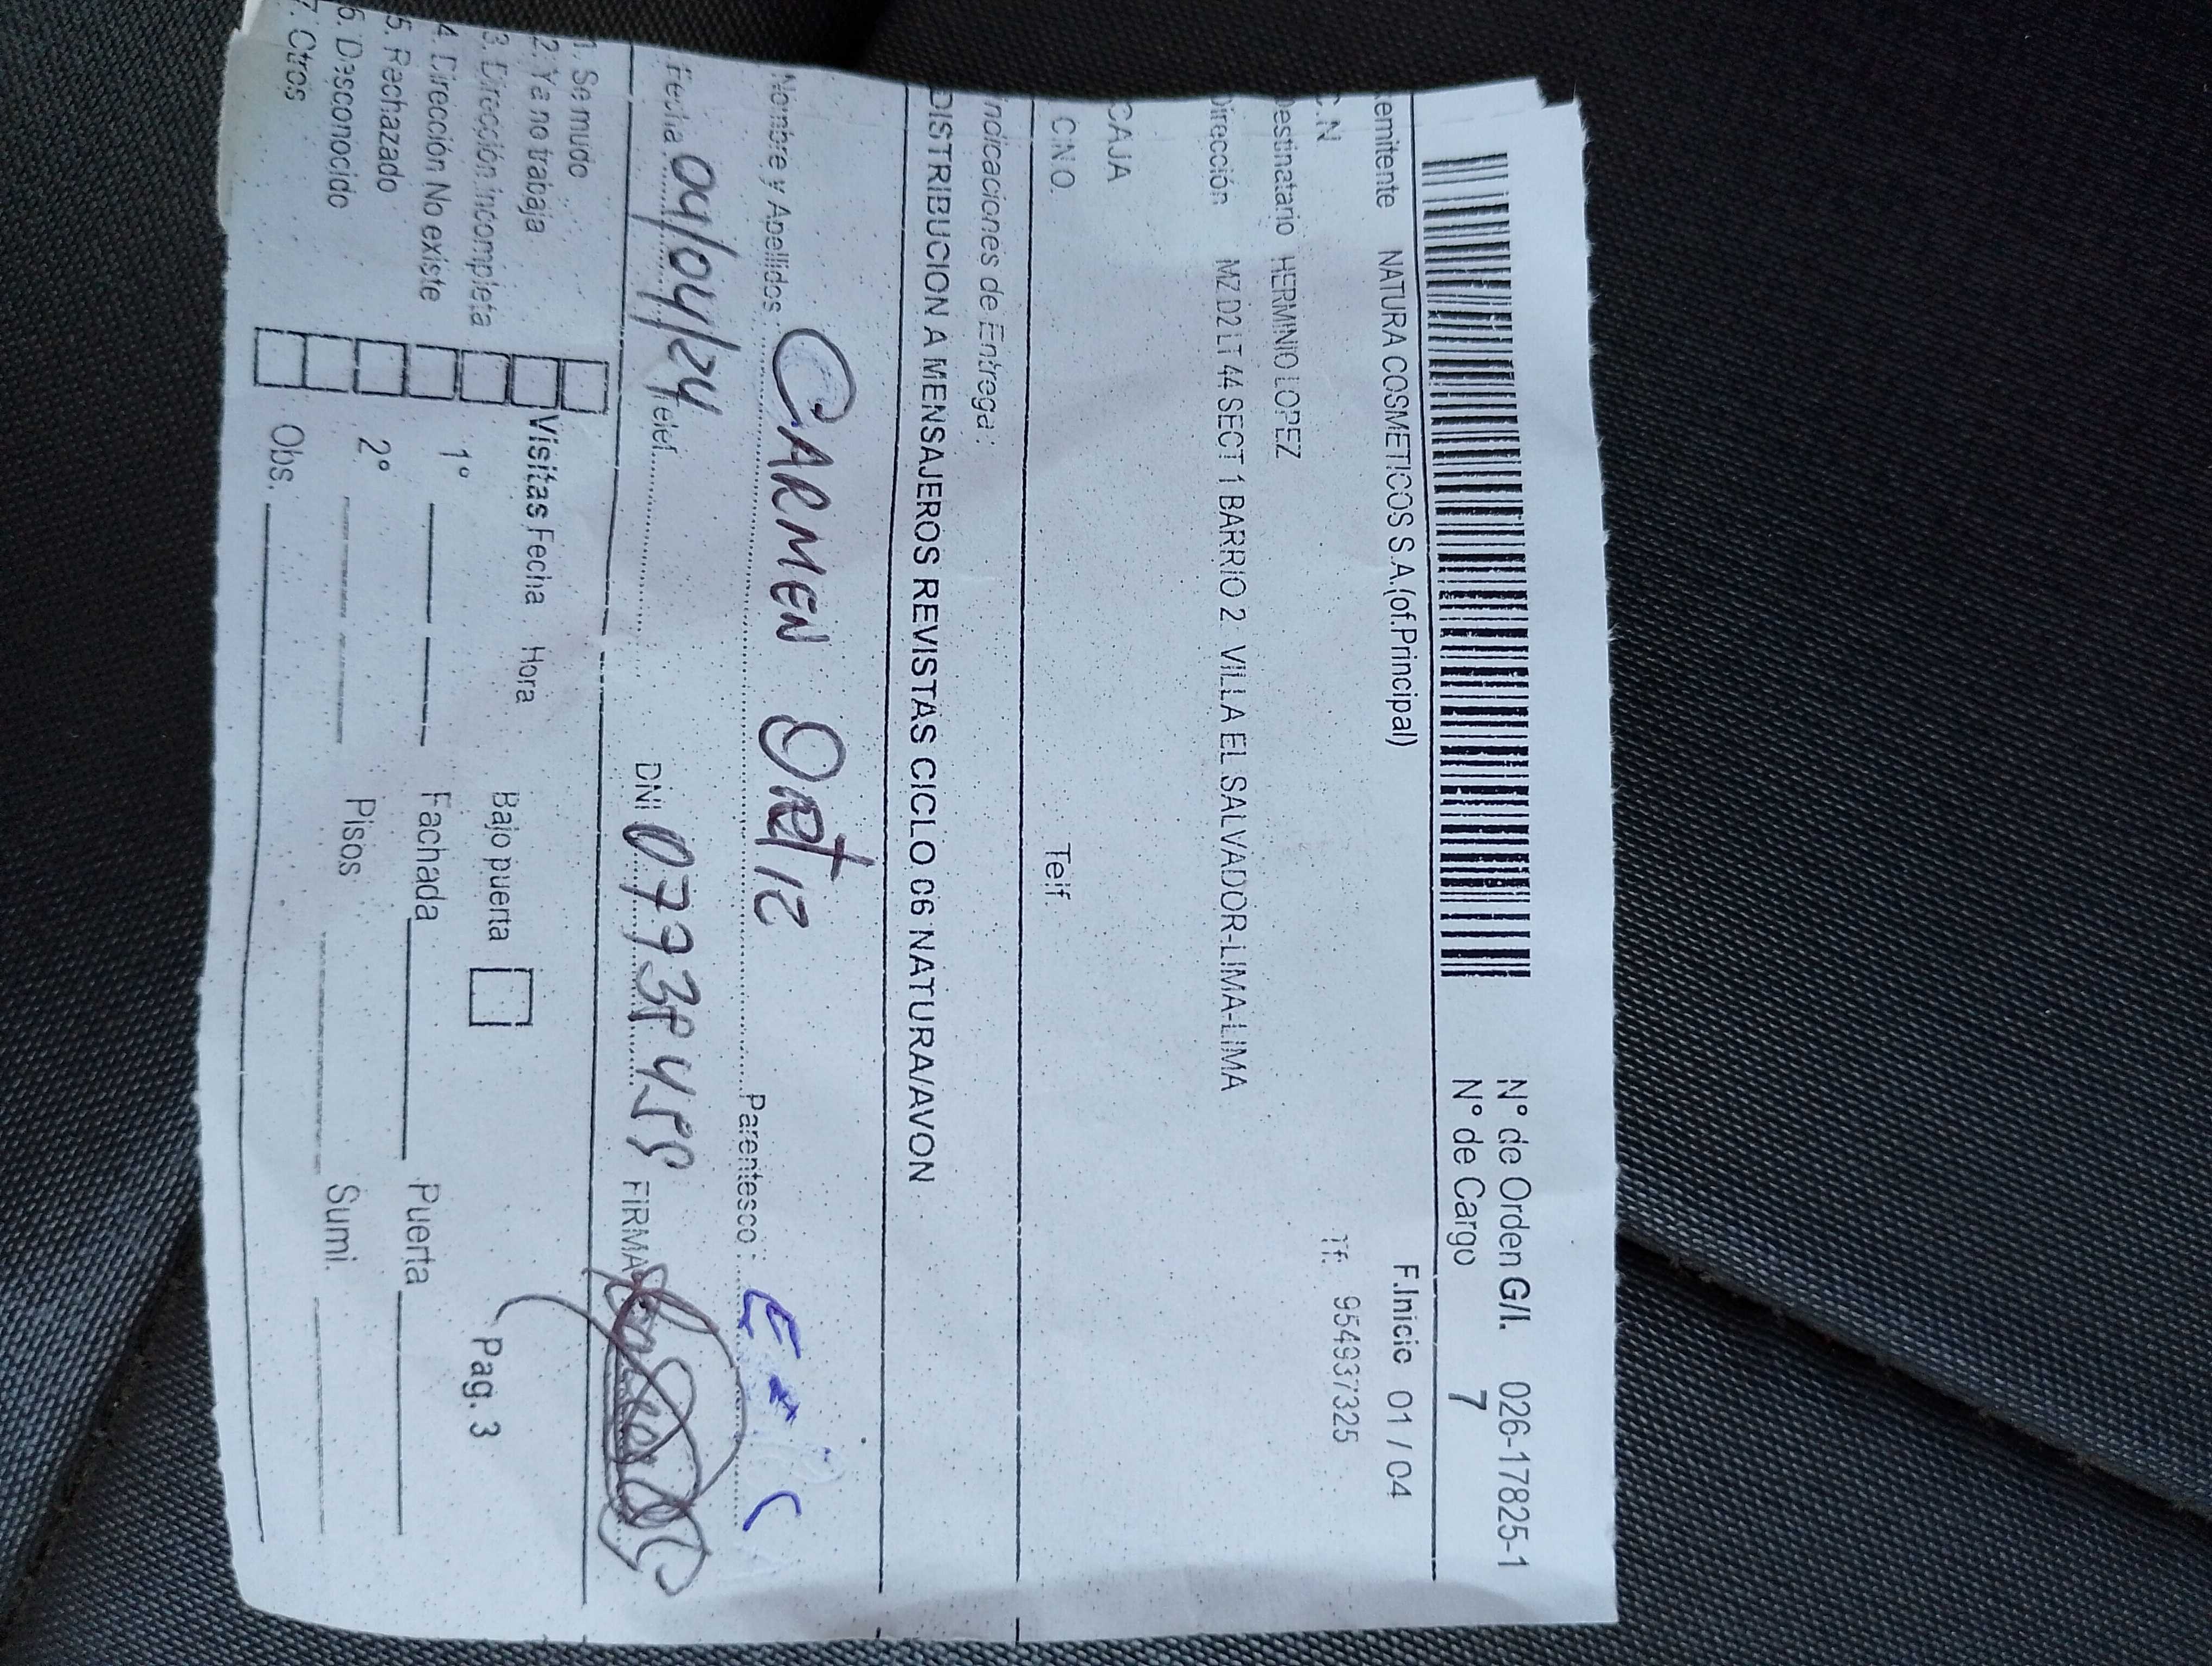 N° de Orden G/I. 026-17825-1
N° de Cargo 7
emitente NATURA COSMETICOS S.A.(of.Principal) F.Inicio 01 / 04
C.N Tf: 954937325
Destinatario HERMINIO LOPEZ
Dirección MZ D2 LT 44 SECT 1 BARRIO 2 VILLA EL SALVADOR-LIMA-LIMA
CAJA
C.N.O. Telf
Indicaciones de Entrega :
DISTRIBUCION A MENSAJEROS REVISTAS CICLO 06 NATURA/AVON
Nombre y Apellidos : CARMEN ORTIZ Parentesco :
Fecha 09/04/24 Telef. DNI FIRMA
1. Se mudo Visitas Fecha Hora Bajo puerta Pag. 3
2. Ya no trabaja
3. Dirección incompleta 1° Fachada Puerta
4. Dirección No existe
5. Rechazado 2° Pisos Sumi.
6. Desconocido
7. Otros Obs.